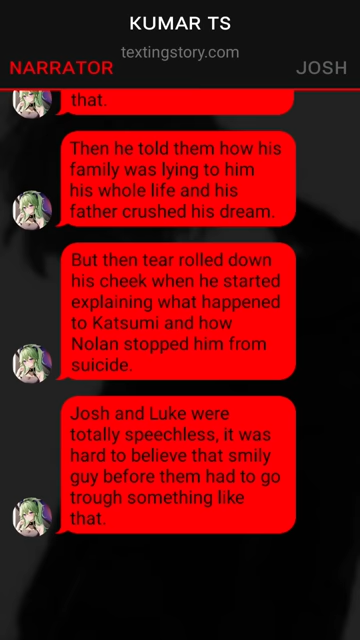 KUMAR TS
textingstory.com
NARRATOR
JOSH
that.
Then he told them how his
family was lying to him
his whole life and his
father crushed his dream.
But then tear rolled down
his cheek when he started
explaining what happened
to Katsumi and how
Nolan stopped him from
suicide.
Josh and Luke were
totally speechless, it was
hard to believe that smily
guy before them had to go
trough something like
that.